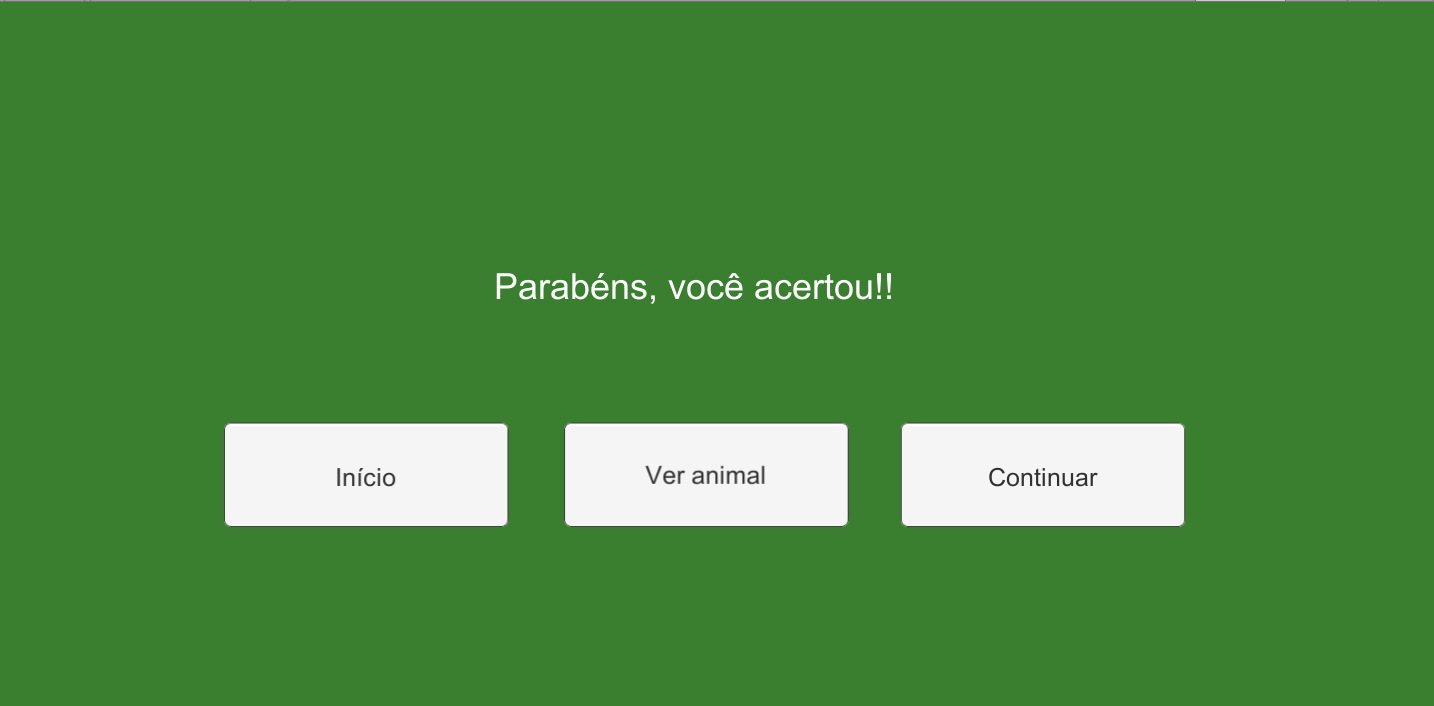 Parabéns, você acertou!!
Início
Ver animal
Continuar